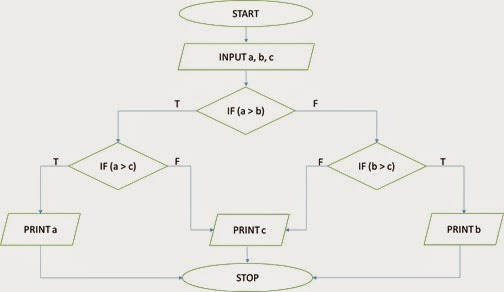 START
INPUT a, b, c
T
IF (a > b)
F
T
IF (a > c)
F
F
IF (b > c)
T
PRINT a
PRINT c
PRINT b
STOP